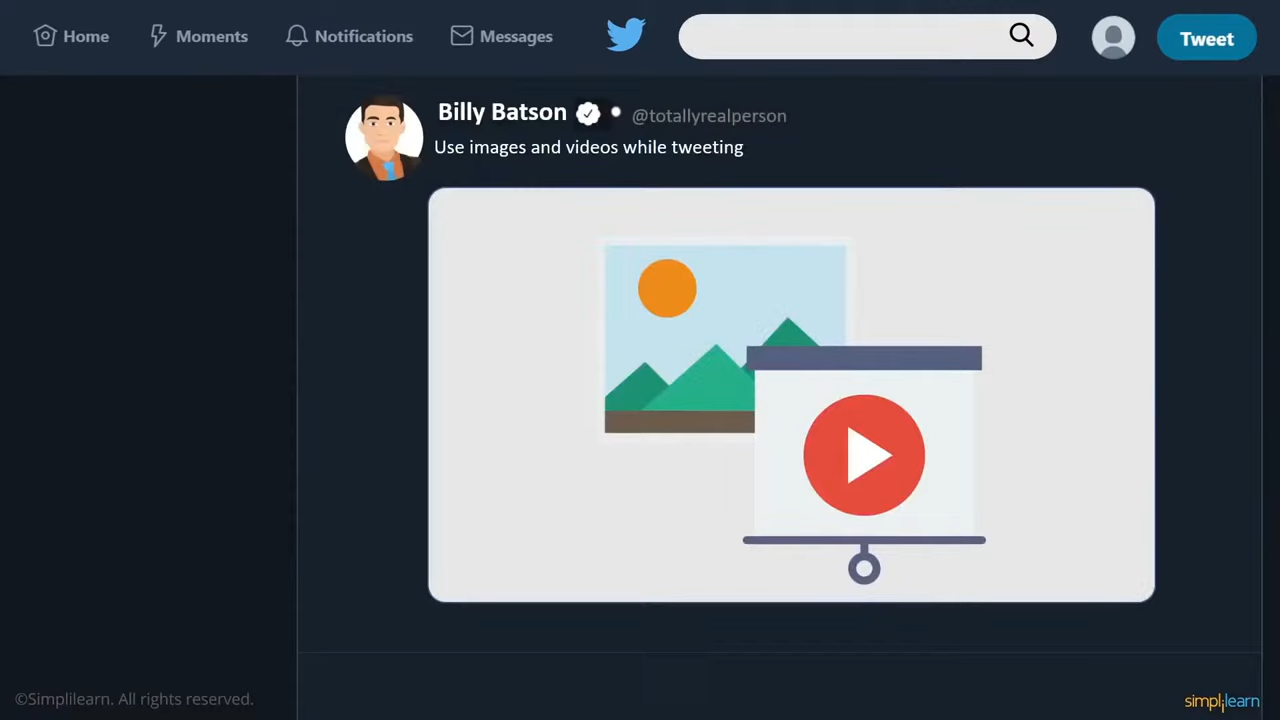 Home Moments Notifications Messages Tweet
Billy Batson @totallyrealperson
Use images and videos while tweeting
©Simplilearn. All rights reserved.
simplilearn